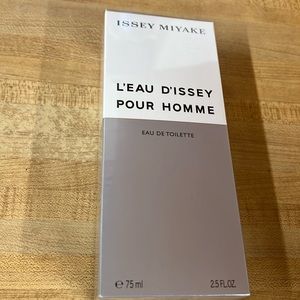 ISSEY MIYAKE
L'EAU D'ISSEY
POUR HOMME
EAU DE TOILETTE
℮ 75 ml 2.5 FL.OZ.